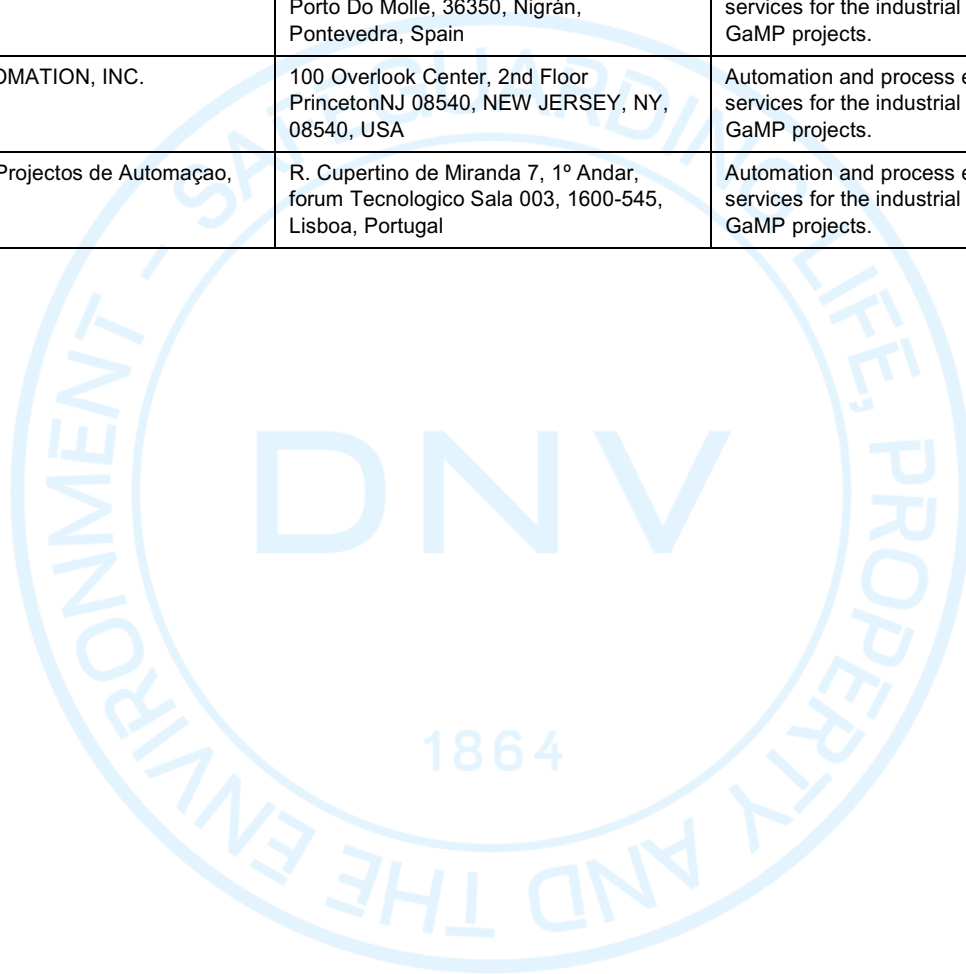 Porto Do Molle, 36350, Nigrán,
Pontevedra, Spain
services for the industrial
GaMP projects.
OMATION, INC.
100 Overlook Center, 2nd Floor
PrincetonNJ 08540, NEW JERSEY, NY,
08540, USA
Automation and process e
services for the industrial
GaMP projects.
Projectos de Automaçao,
R. Cupertino de Miranda 7, 1º Andar,
forum Tecnologico Sala 003, 1600-545,
Lisboa, Portugal
Automation and process e
services for the industrial
GaMP projects.
SAFEGUARDING LIFE, PROPERTY AND THE ENVIRONMENT –
DNV
1864